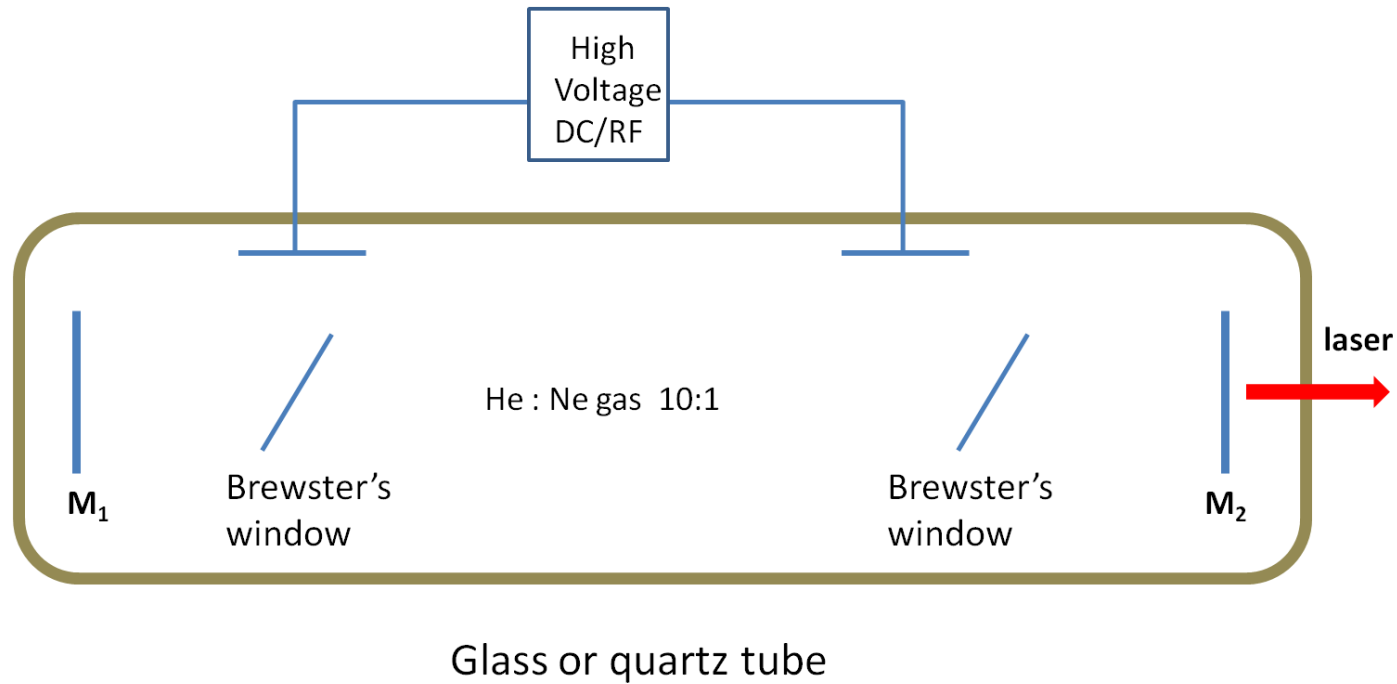 High
Voltage
DC/RF
laser
He : Ne gas 10:1
Brewster’s
window
Brewster’s
window
M₁
M₂
Glass or quartz tube